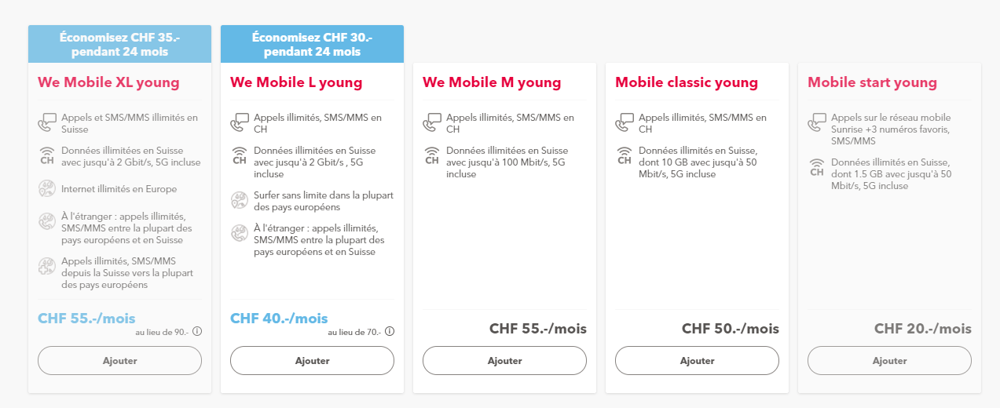 Économisez CHF 35.-
pendant 24 mois
We Mobile XL young
Appels et SMS/MMS illimités en
Suisse
CH
Données illimitées en Suisse
avec jusqu'à 2 Gbit/s, 5G incluse
Internet illimités en Europe
À l'étranger : appels illimités,
SMS/MMS entre la plupart des
pays européens et en Suisse
Appels illimités, SMS/MMS
depuis la Suisse vers la plupart
des pays européens
CHF 55.-/mois
au lieu de 90.-
Ajouter
Économisez CHF 30.-
pendant 24 mois
We Mobile L young
Appels illimités, SMS/MMS en
CH
CH
Données illimitées en Suisse
avec jusqu'à 2 Gbit/s , 5G
incluse
Surfer sans limite dans la plupart
des pays européens
À l'étranger : appels illimités,
SMS/MMS entre la plupart des
pays européens et en Suisse
CHF 40.-/mois
au lieu de 70.-
Ajouter
We Mobile M young
Appels illimités, SMS/MMS en
CH
CH
Données illimitées en Suisse
avec jusqu'à 100 Mbit/s, 5G
incluse
CHF 55.-/mois
Ajouter
Mobile classic young
Appels illimités, SMS/MMS en
CH
CH
Données illimités en Suisse,
dont 10 GB avec jusqu'à 50
Mbit/s, 5G incluse
CHF 50.-/mois
Ajouter
Mobile start young
Appels sur le réseau mobile
Sunrise +3 numéros favoris,
SMS/MMS
CH
Données illimités en Suisse,
dont 1.5 GB avec jusqu'à 50
Mbit/s, 5G incluse
CHF 20.-/mois
Ajouter